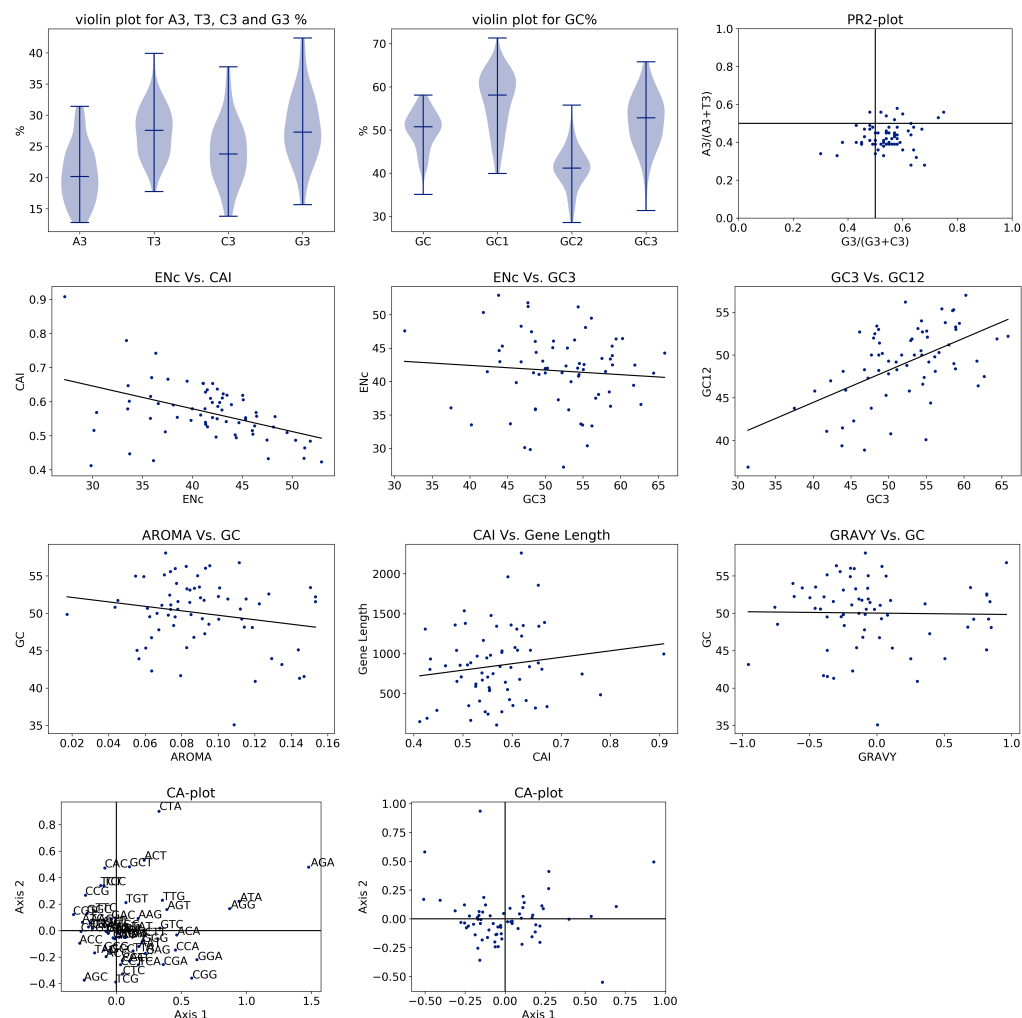 violin plot for A3, T3, C3 and G3 %
%
40
35
30
25
20
15
A3 T3 C3 G3
violin plot for GC%
%
70
60
50
40
30
GC GC1 GC2 GC3
PR2-plot
A3/(A3+T3)
1.0
0.8
0.6
0.4
0.2
0.0
0.0 0.2 0.4 0.6 0.8 1.0
G3/(G3+C3)
ENc Vs. CAI
CAI
0.9
0.8
0.7
0.6
0.5
0.4
30 35 40 45 50
ENc
ENc Vs. GC3
ENc
50
45
40
35
30
30 35 40 45 50 55 60 65
GC3
GC3 Vs. GC12
GC12
55
50
45
40
30 35 40 45 50 55 60 65
GC3
AROMA Vs. GC
GC
55
50
45
40
35
0.02 0.04 0.06 0.08 0.10 0.12 0.14 0.16
AROMA
CAI Vs. Gene Length
Gene Length
2000
1500
1000
500
0.4 0.5 0.6 0.7 0.8 0.9
CAI
GRAVY Vs. GC
GC
55
50
45
40
35
−1.0 −0.5 0.0 0.5 1.0
GRAVY
CA-plot
Axis 2
0.8
0.6
0.4
0.2
0.0
−0.2
−0.4
CTA
ACT
CAC GCT
AGA
CCG
TGT TTG
AGT
ATA
AGG
AAG
GTC
ACA
ACC
CCA
GGA
CGA
CTC
CGG
AGC
TCG
0.0 0.5 1.0 1.5
Axis 1
CA-plot
Axis 2
1.00
0.75
0.50
0.25
0.00
−0.25
−0.50
−0.50 −0.25 0.00 0.25 0.50 0.75 1.00
Axis 1